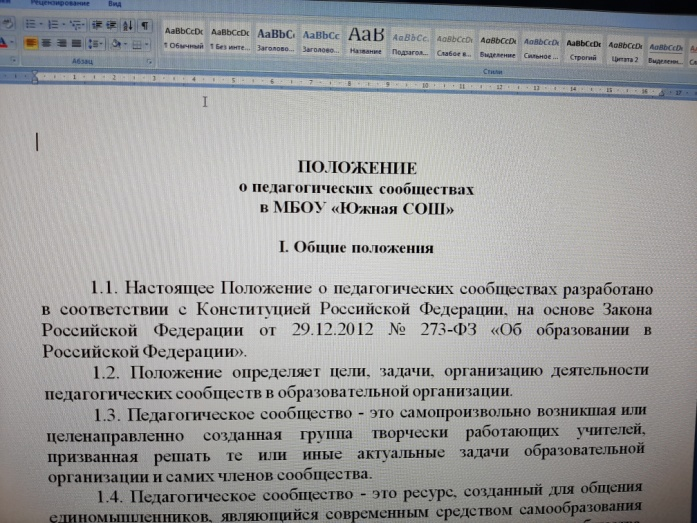 Рецензирование Вид
AaBbCcDc AaBbCcDc AaBbC AaBbCc АаВ AaBbCc. AaBbCcDc AaBbCcDc AaBbCcDc AaBbCcDc AaBbCcDc AaBbCcDc
¶ Обычный ¶ Без инте... Заголово... Заголово... Название Подзагол... Слабое в... Выделение Сильное ... Строгий Цитата 2 Выделенн...
Абзац Стили
ПОЛОЖЕНИЕ
о педагогических сообществах
в МБОУ «Южная СОШ»
I. Общие положения
1.1. Настоящее Положение о педагогических сообществах разработано
в соответствии с Конституцией Российской Федерации, на основе Закона
Российской Федерации от 29.12.2012 № 273-ФЗ «Об образовании в
Российской Федерации».
1.2. Положение определяет цели, задачи, организацию деятельности
педагогических сообществ в образовательной организации.
1.3. Педагогическое сообщество - это самопроизвольно возникшая или
целенаправленно созданная группа творчески работающих учителей,
призванная решать те или иные актуальные задачи образовательной
организации и самих членов сообщества.
1.4. Педагогическое сообщество - это ресурс, созданный для общения
единомышленников, являющийся современным средством самообразования